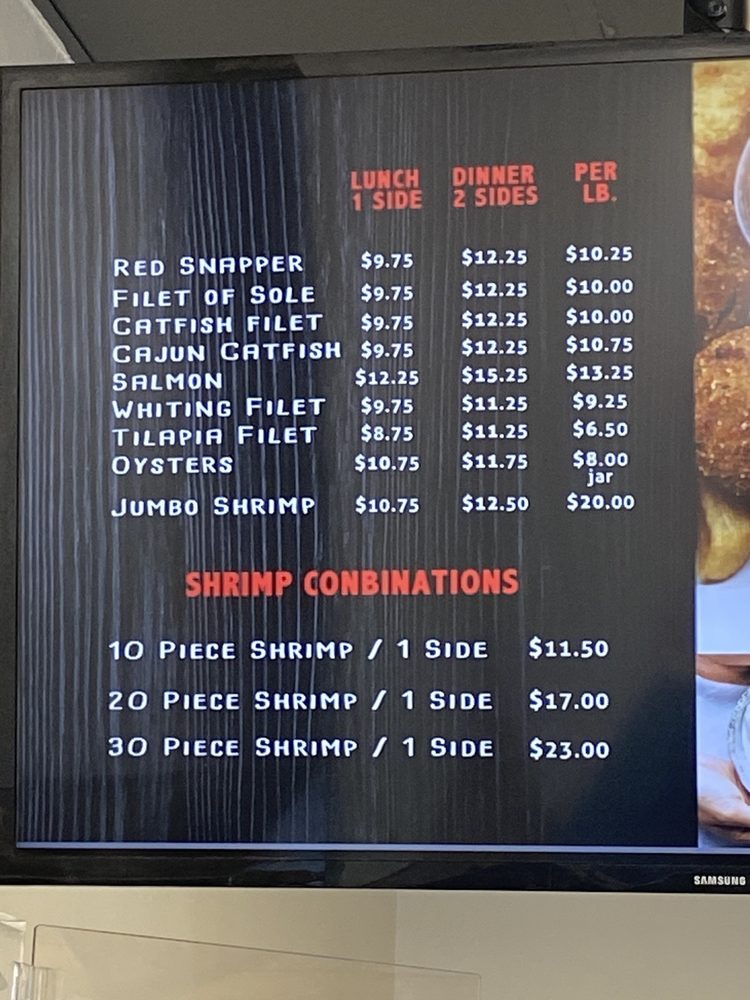 LUNCH DINNER PER
1 SIDE 2 SIDES LB.
RED SNAPPER $9.75 $12.25 $10.25
FILET OF SOLE $9.75 $12.25 $10.00
CATFISH FILET $9.75 $12.25 $10.00
CAJUN CATFISH $9.75 $12.25 $10.75
SALMON $12.25 $15.25 $13.25
WHITING FILET $9.75 $11.25 $9.25
TILAPIA FILET $8.75 $11.25 $6.50
OYSTERS $10.75 $11.75 $8.00
jar
JUMBO SHRIMP $10.75 $12.50 $20.00
SHRIMP CONBINATIONS
10 PIECE SHRIMP / 1 SIDE $11.50
20 PIECE SHRIMP / 1 SIDE $17.00
30 PIECE SHRIMP / 1 SIDE $23.00
SAMSUNG